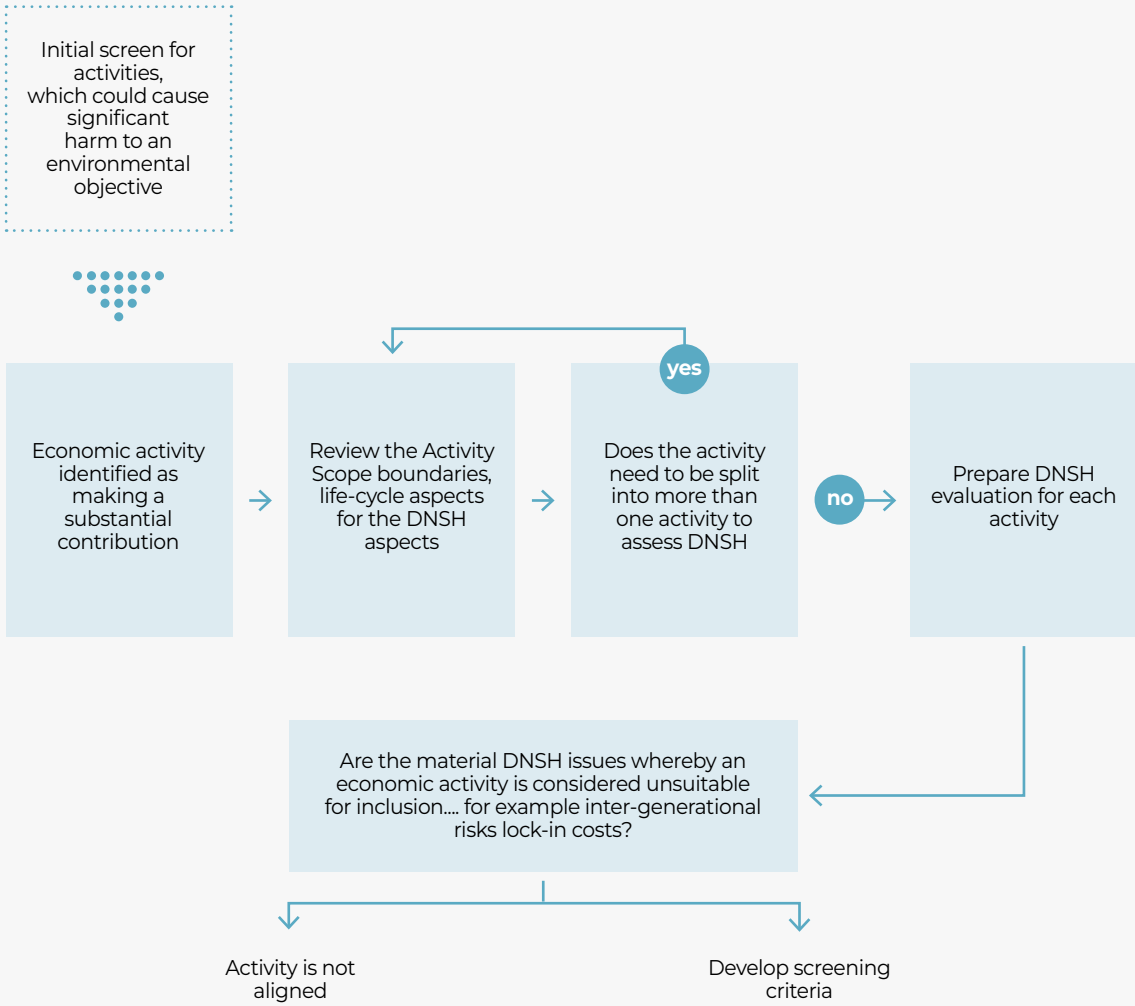 Initial screen for
activities,
which could cause
significant
harm to an
environmental
objective
Economic activity
identified as
making a
substantial
contribution
Review the Activity
Scope boundaries,
life-cycle aspects
for the DNSH
aspects
yes
Does the activity
need to be split
into more than
one activity to
assess DNSH
no
Prepare DNSH
evaluation for each
activity
Are the material DNSH issues whereby an
economic activity is considered unsuitable
for inclusion.... for example inter-generational
risks lock-in costs?
Activity is not
aligned
Develop screening
criteria